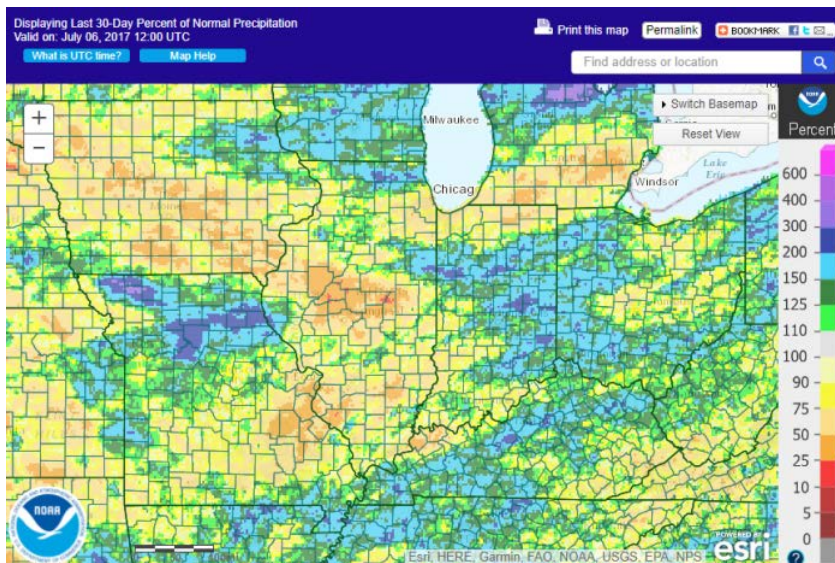 Displaying Last 30-Day Percent of Normal Precipitation
Valid on: July 06, 2017 12:00 UTC
Print this map
Permalink
BOOKMARK
What is UTC time?
Map Help
Find address or location
+
−
Switch Basemap
Reset View
Milwaukee
Chicag
Windsor
Lake
Erie
Percent
600
400
300
200
150
125
110
100
90
75
50
25
10
5
0
NOAA
Esri, HERE, Garmin, FAO, NOAA, USGS, EPA, NPS
POWERED BY
esri
?